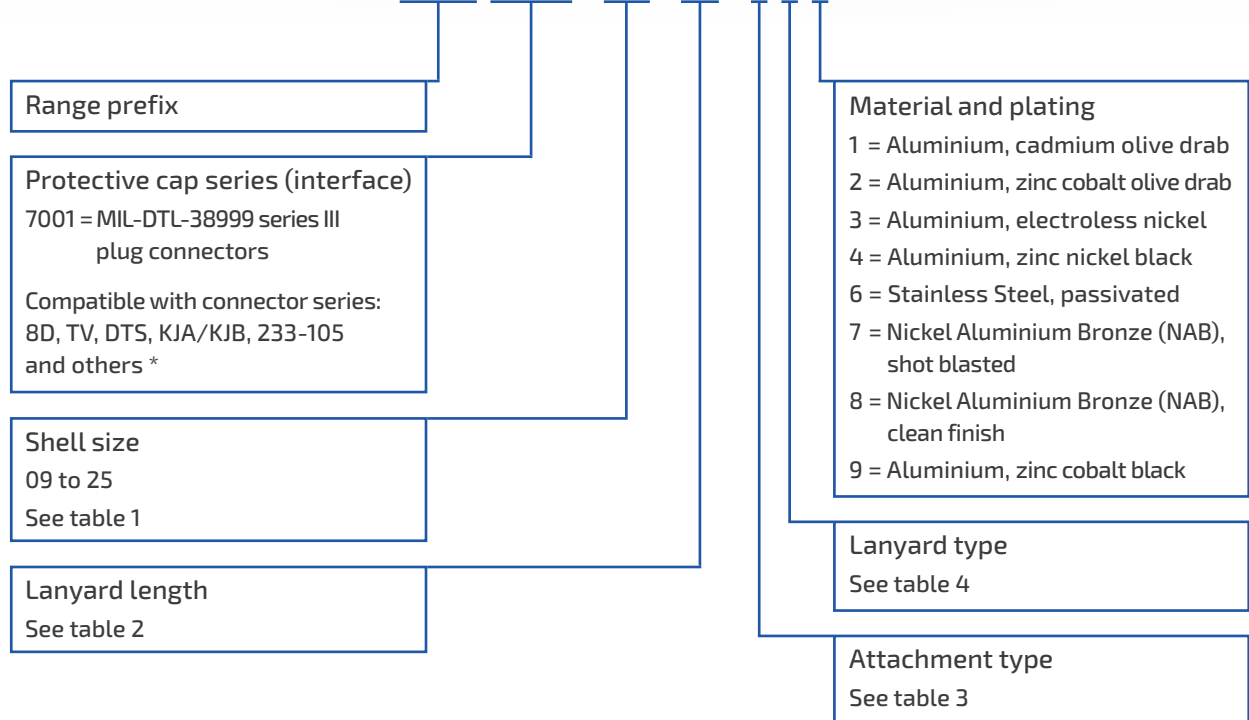 Range prefix
Protective cap series (interface)
7001 = MIL-DTL-38999 series III
plug connectors
Compatible with connector series:
8D, TV, DTS, KJA/KJB, 233-105
and others *
Shell size
09 to 25
See table 1
Lanyard length
See table 2
Material and plating
1 = Aluminium, cadmium olive drab
2 = Aluminium, zinc cobalt olive drab
3 = Aluminium, electroless nickel
4 = Aluminium, zinc nickel black
6 = Stainless Steel, passivated
7 = Nickel Aluminium Bronze (NAB),
shot blasted
8 = Nickel Aluminium Bronze (NAB),
clean finish
9 = Aluminium, zinc cobalt black
Lanyard type
See table 4
Attachment type
See table 3